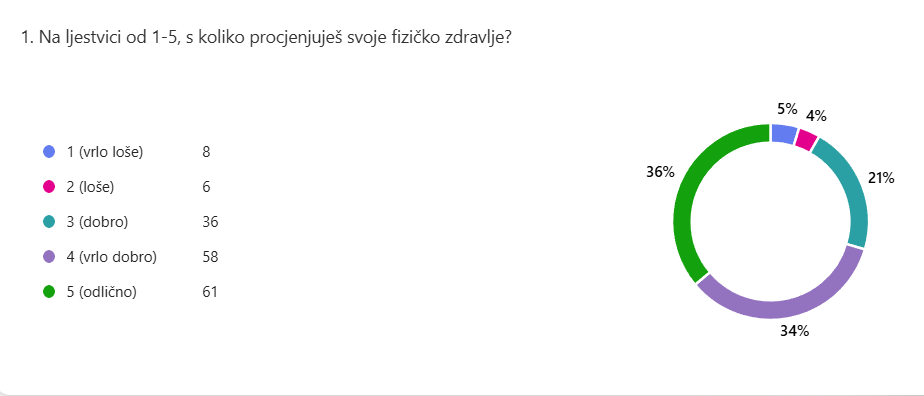 1. Na ljestvici od 1-5, s koliko procjenjuješ svoje fizičko zdravlje?
1 (vrlo loše) 8
2 (loše) 6
3 (dobro) 36
4 (vrlo dobro) 58
5 (odlično) 61
5%
4%
36%
21%
34%